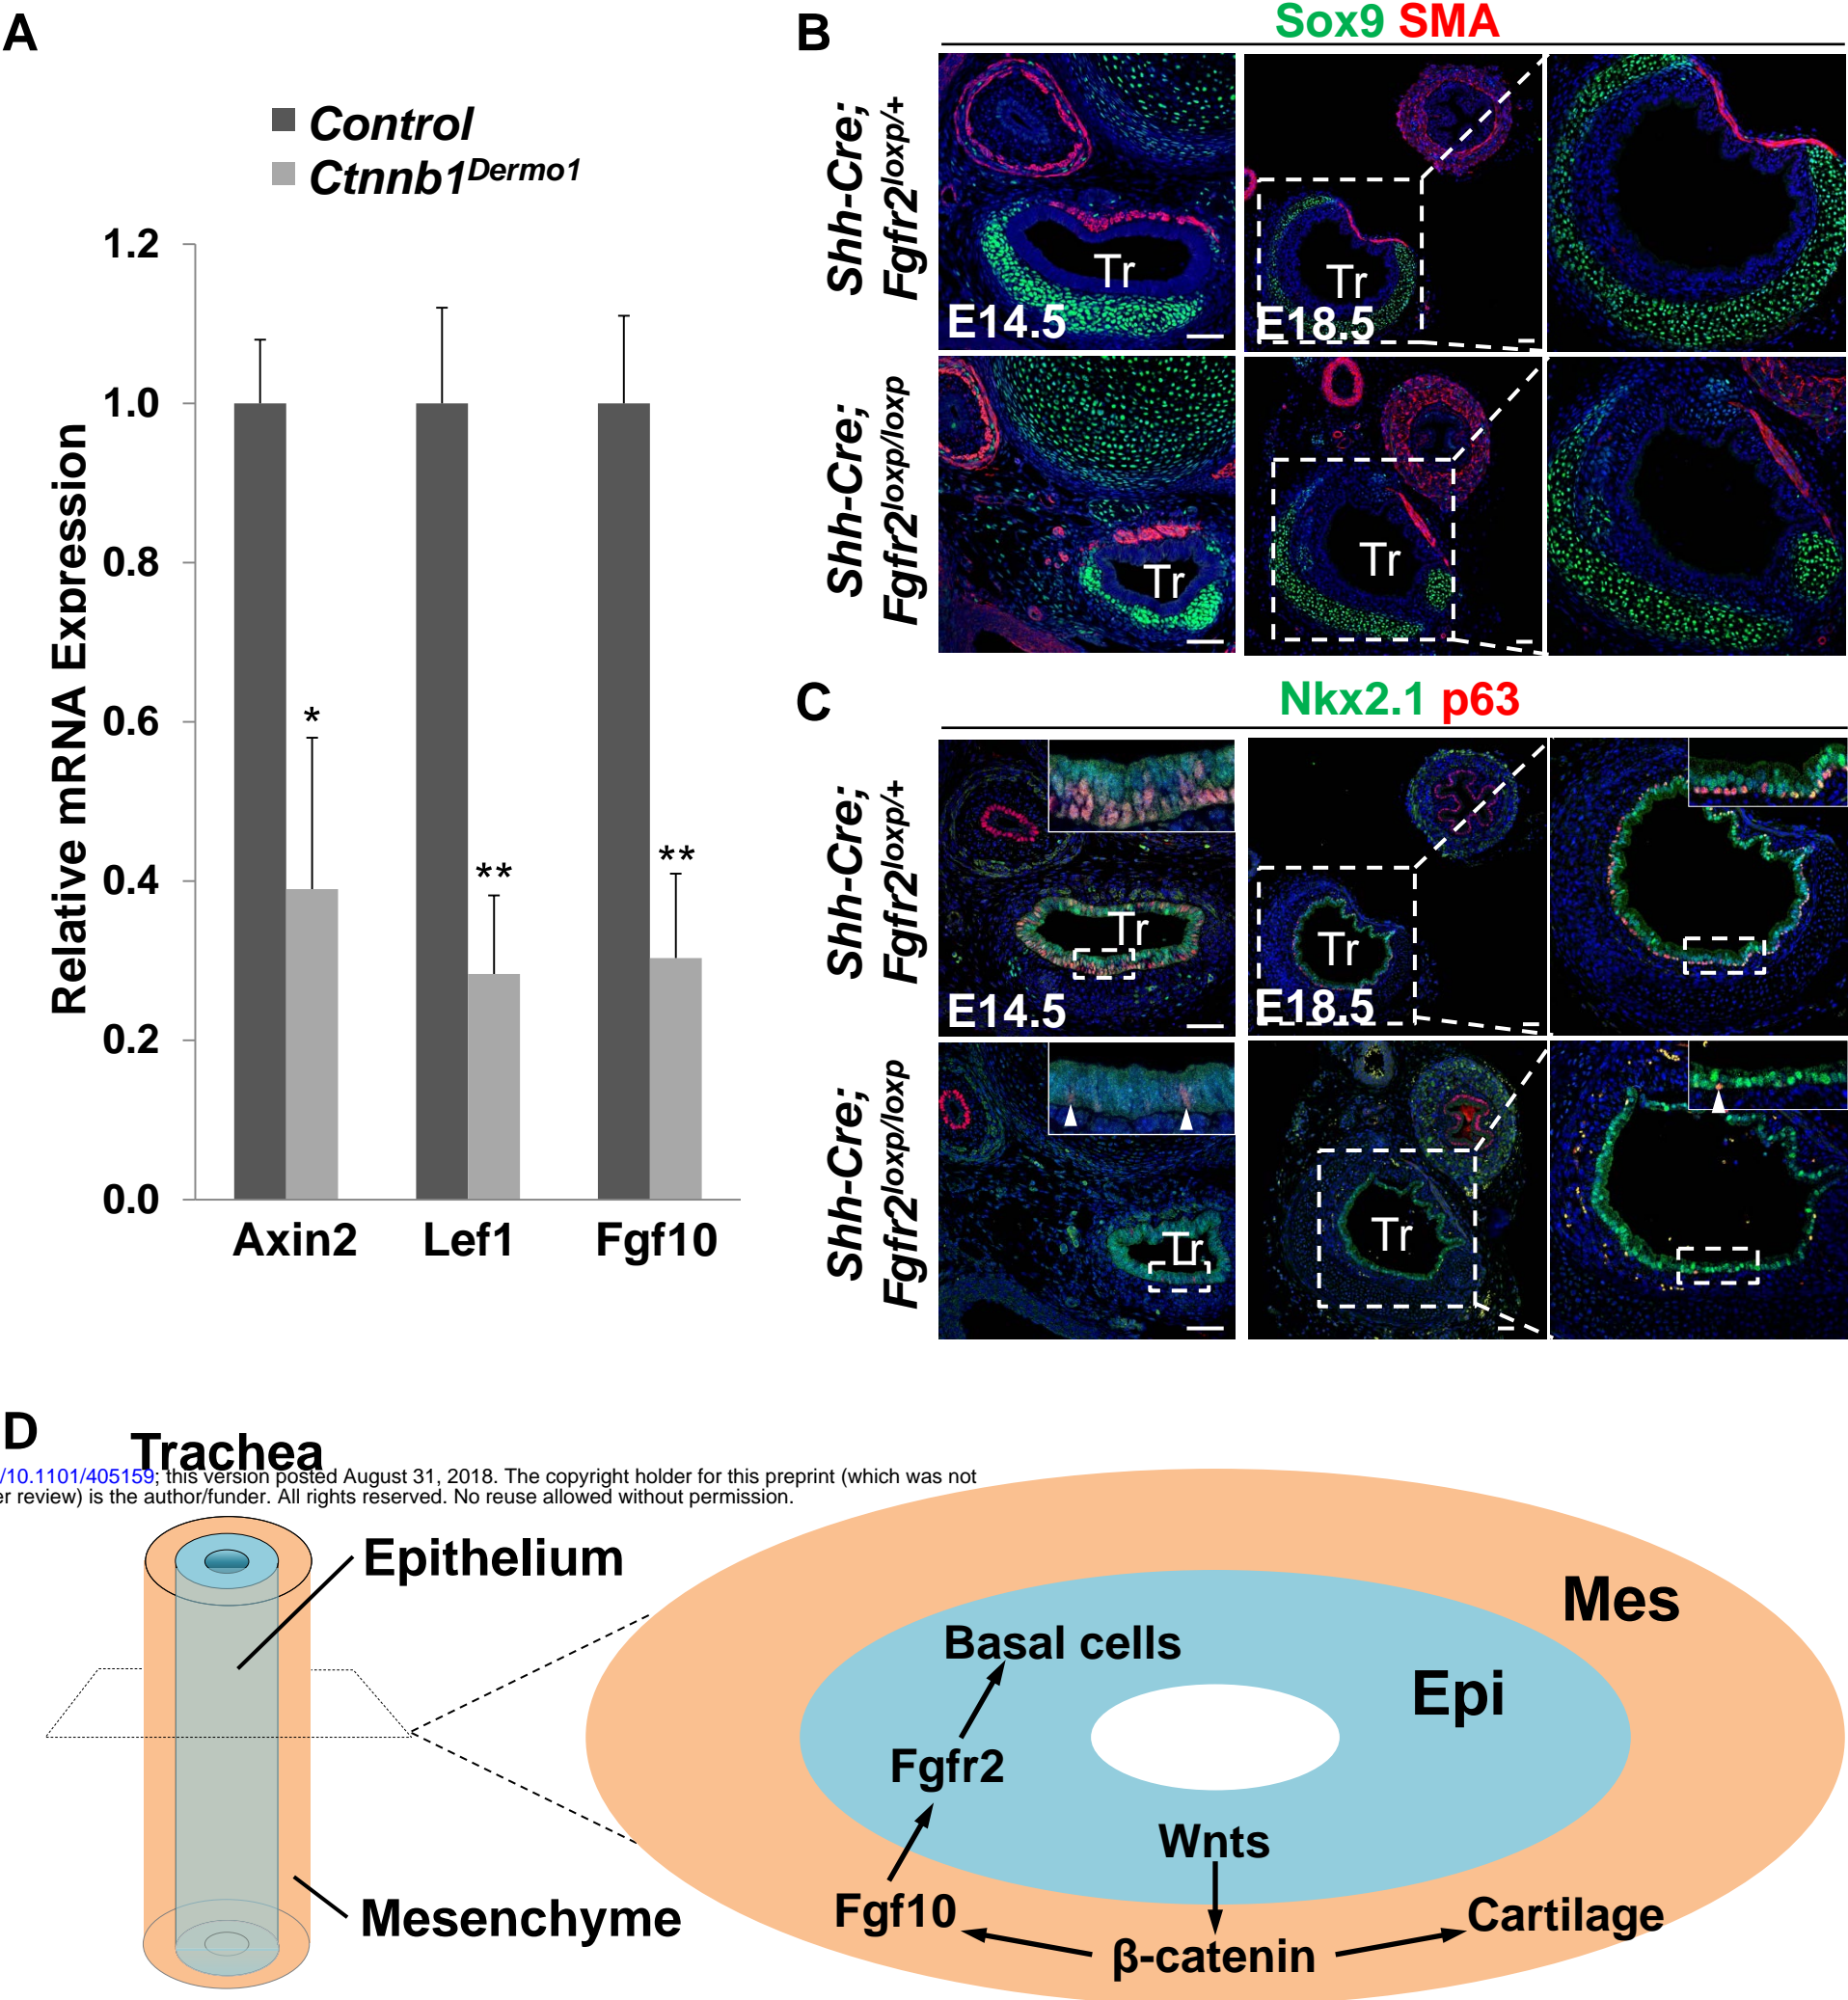 A
Control
Ctnnb1Dermo1
Relative mRNA Expression
1.2
1.0
0.8
0.6
0.4
0.2
0.0
*
**
**
Axin2
Lef1
Fgf10
B
Sox9 SMA
Shh-Cre;
Fgfr2loxp/+
Tr
E14.5
Tr
E18.5
Shh-Cre;
Fgfr2loxp/loxp
Tr
Tr
C
Nkx2.1 p63
Shh-Cre;
Fgfr2loxp/+
Tr
E14.5
Tr
E18.5
Shh-Cre;
Fgfr2loxp/loxp
Tr
Tr
D
Trachea
/10.1101/405159; this version posted August 31, 2018. The copyright holder for this preprint (which was not
er review) is the author/funder. All rights reserved. No reuse allowed without permission.
Epithelium
Mesenchyme
Mes
Epi
Basal cells
Fgfr2
Wnts
Fgf10
β-catenin
Cartilage